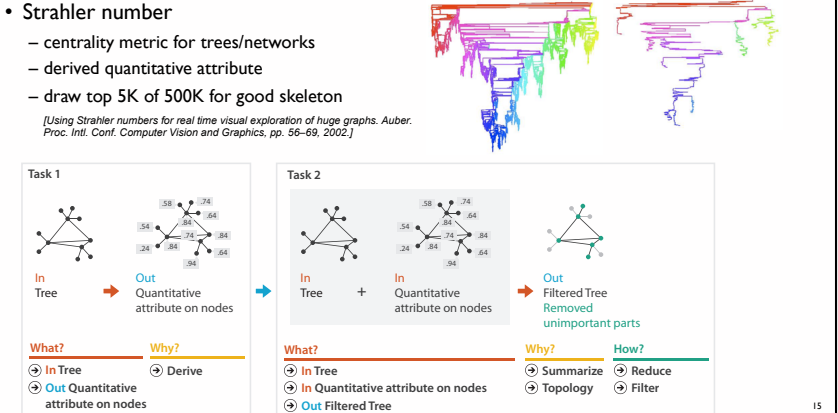 • Strahler number
– centrality metric for trees/networks
– derived quantitative attribute
– draw top 5K of 500K for good skeleton
[Using Strahler numbers for real time visual exploration of huge graphs. Auber.
Proc. Intl. Conf. Computer Vision and Graphics, pp. 56–69, 2002.]
Task 1
.58
.74
.64
.84
.54
.74
.84
.24
.84
.64
.94
In
Tree
Out
Quantitative
attribute on nodes
What?
In Tree
Out Quantitative
attribute on nodes
Why?
Derive
Task 2
.58
.74
.64
.84
.54
.74
.84
.24
.84
.64
.94
In
Tree
+
In
Quantitative
attribute on nodes
Out
Filtered Tree
Removed
unimportant parts
What?
In Tree
In Quantitative attribute on nodes
Out Filtered Tree
Why?
Summarize
Topology
How?
Reduce
Filter
15